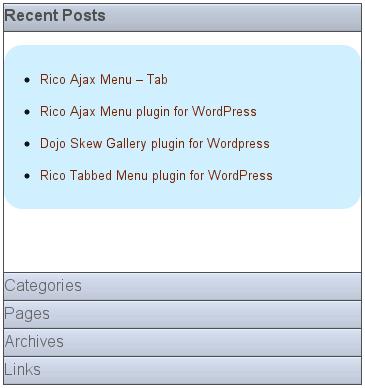 Recent Posts
Rico Ajax Menu – Tab
Rico Ajax Menu plugin for WordPress
Dojo Skew Gallery plugin for Wordpress
Rico Tabbed Menu plugin for WordPress
Categories
Pages
Archives
Links